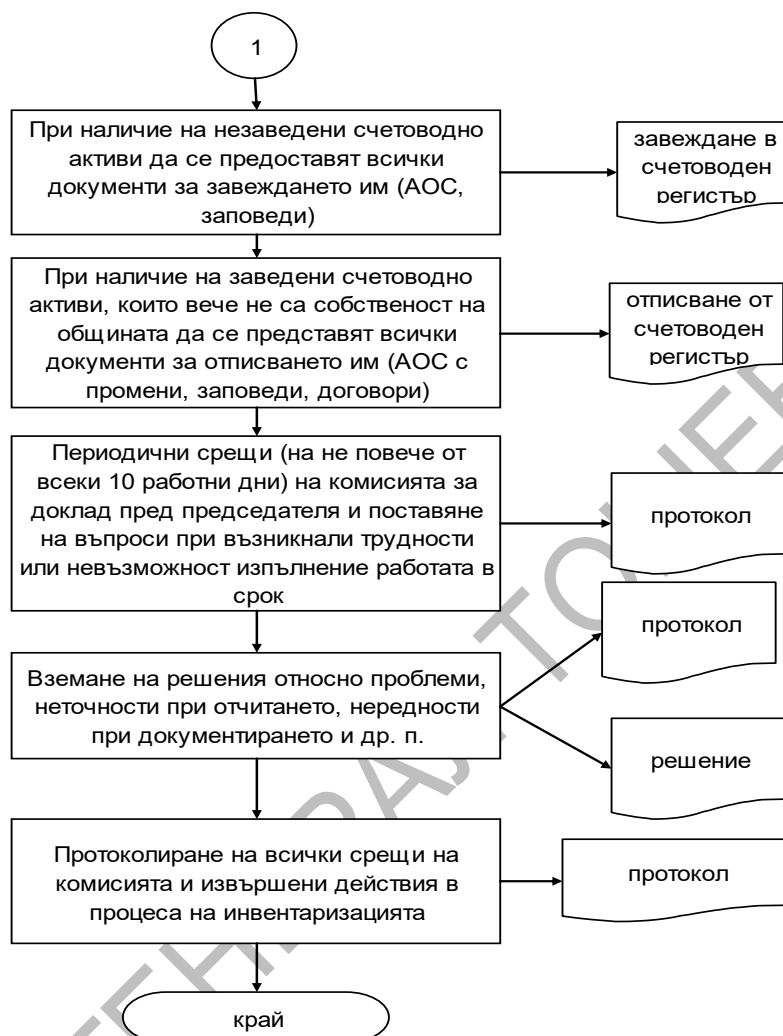 1
При наличие на незаведени счетоводно
активи да се предоставят всички
документи за завеждането им (АОС,
заповеди)
завеждане в
счетоводен
регистър
При наличие на заведени счетоводно
активи, които вече не са собственост на
общината да се представят всички
документи за отписването им (АОС с
промени, заповеди, договори)
отписване от
счетоводен
регистър
Периодични срещи (на не повече от
всеки 10 работни дни) на комисията за
доклад пред председателя и поставяне
на въпроси при възникнали трудности
или невъзможност изпълнение работата в
срок
протокол
Вземане на решения относно проблеми,
неточности при отчитането, нередности
при документирането и др. п.
протокол
решение
Протоколиране на всички срещи на
комисията и извършени действия в
процеса на инвентаризацията
протокол
край